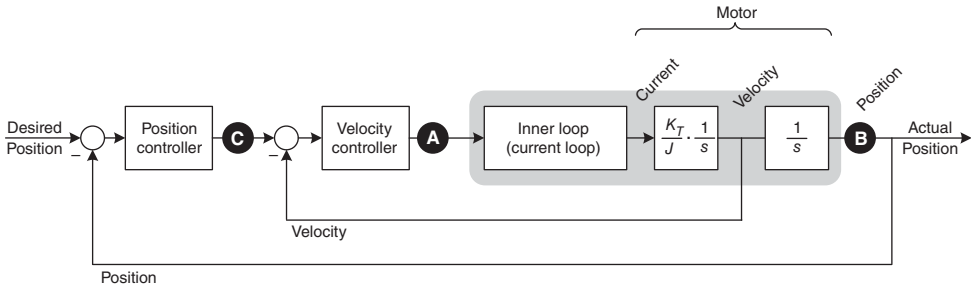 Motor
Current
Velocity
Position
Desired
Position
–
Position
controller
C
–
Velocity
controller
A
Inner loop
(current loop)
K_T/J · 1/s
1/s
B
Actual
Position
Velocity
Position